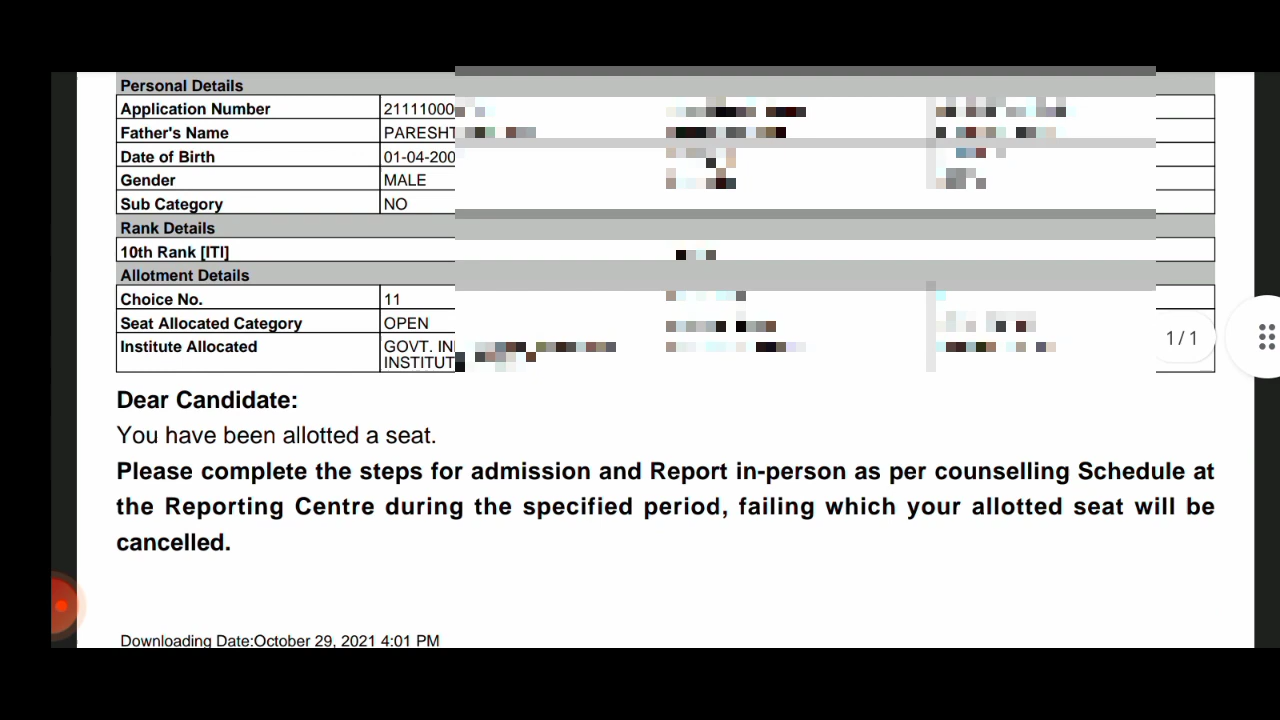 Personal Details
Application Number 21111000
Father's Name PARESHT
Date of Birth 01-04-200
Gender MALE
Sub Category NO
Rank Details
10th Rank [ITI]
Allotment Details
Choice No. 11
Seat Allocated Category OPEN
Institute Allocated GOVT. IN
INSTITUT
1/1
Dear Candidate:
You have been allotted a seat.
Please complete the steps for admission and Report in-person as per counselling Schedule at
the Reporting Centre during the specified period, failing which your allotted seat will be
cancelled.
Downloading Date:October 29, 2021 4:01 PM